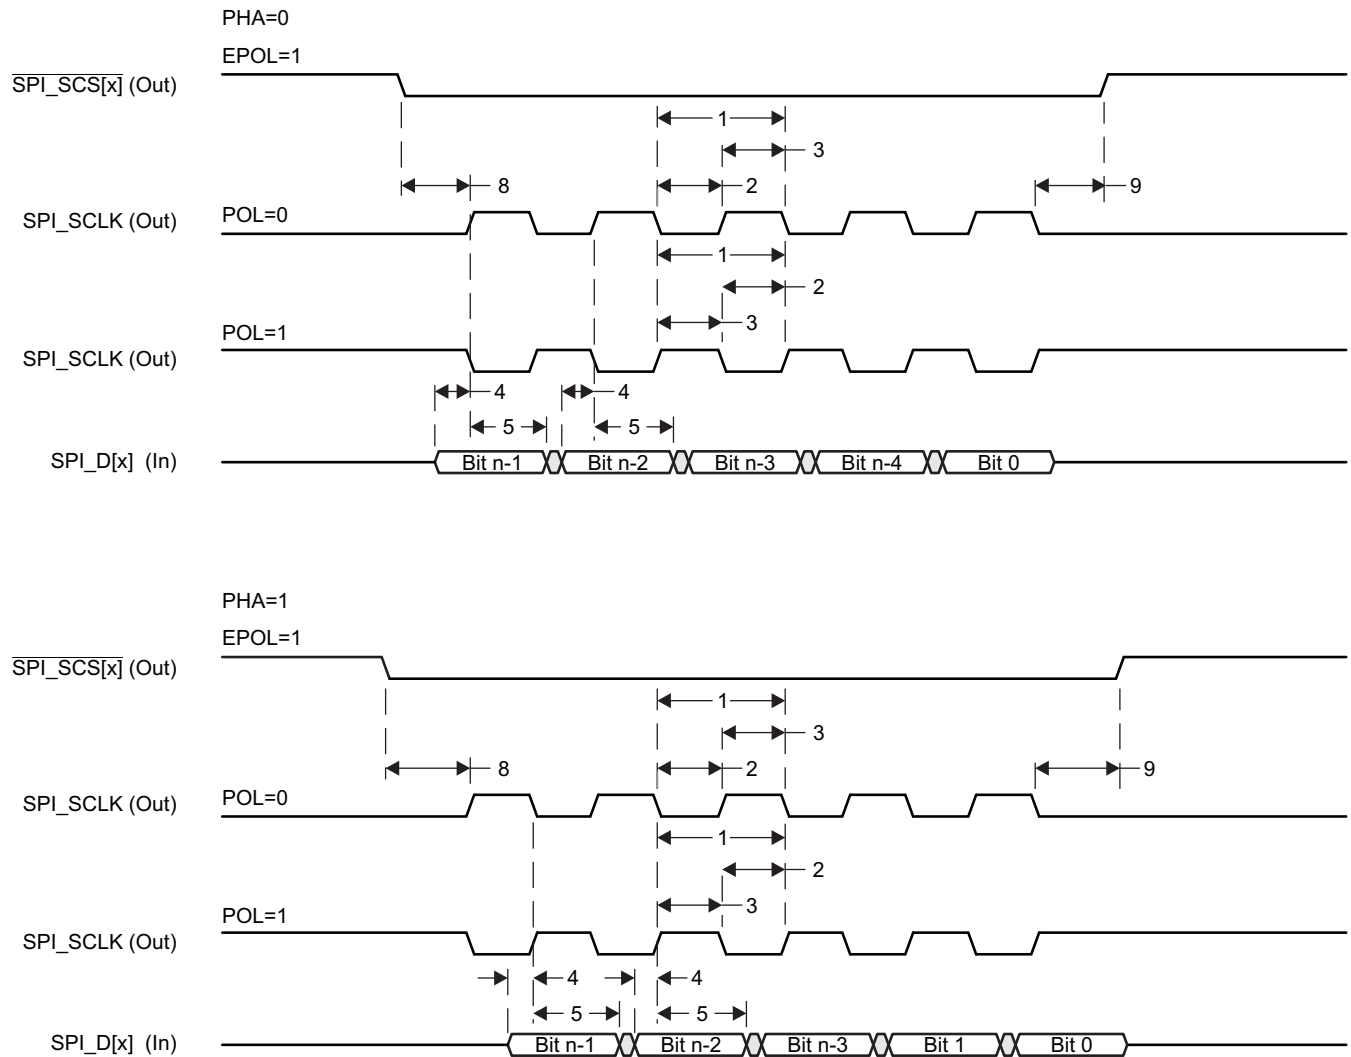 PHA=0
EPOL=1
SPI_SCS[x] (Out)
1
3
8
2
9
SPI_SCLK (Out)
POL=0
1
2
3
POL=1
SPI_SCLK (Out)
4
4
5
5
SPI_D[x] (In)
Bit n-1
Bit n-2
Bit n-3
Bit n-4
Bit 0
PHA=1
EPOL=1
SPI_SCS[x] (Out)
1
3
8
2
9
SPI_SCLK (Out)
POL=0
1
2
3
POL=1
SPI_SCLK (Out)
4
4
5
5
SPI_D[x] (In)
Bit n-1
Bit n-2
Bit n-3
Bit 1
Bit 0